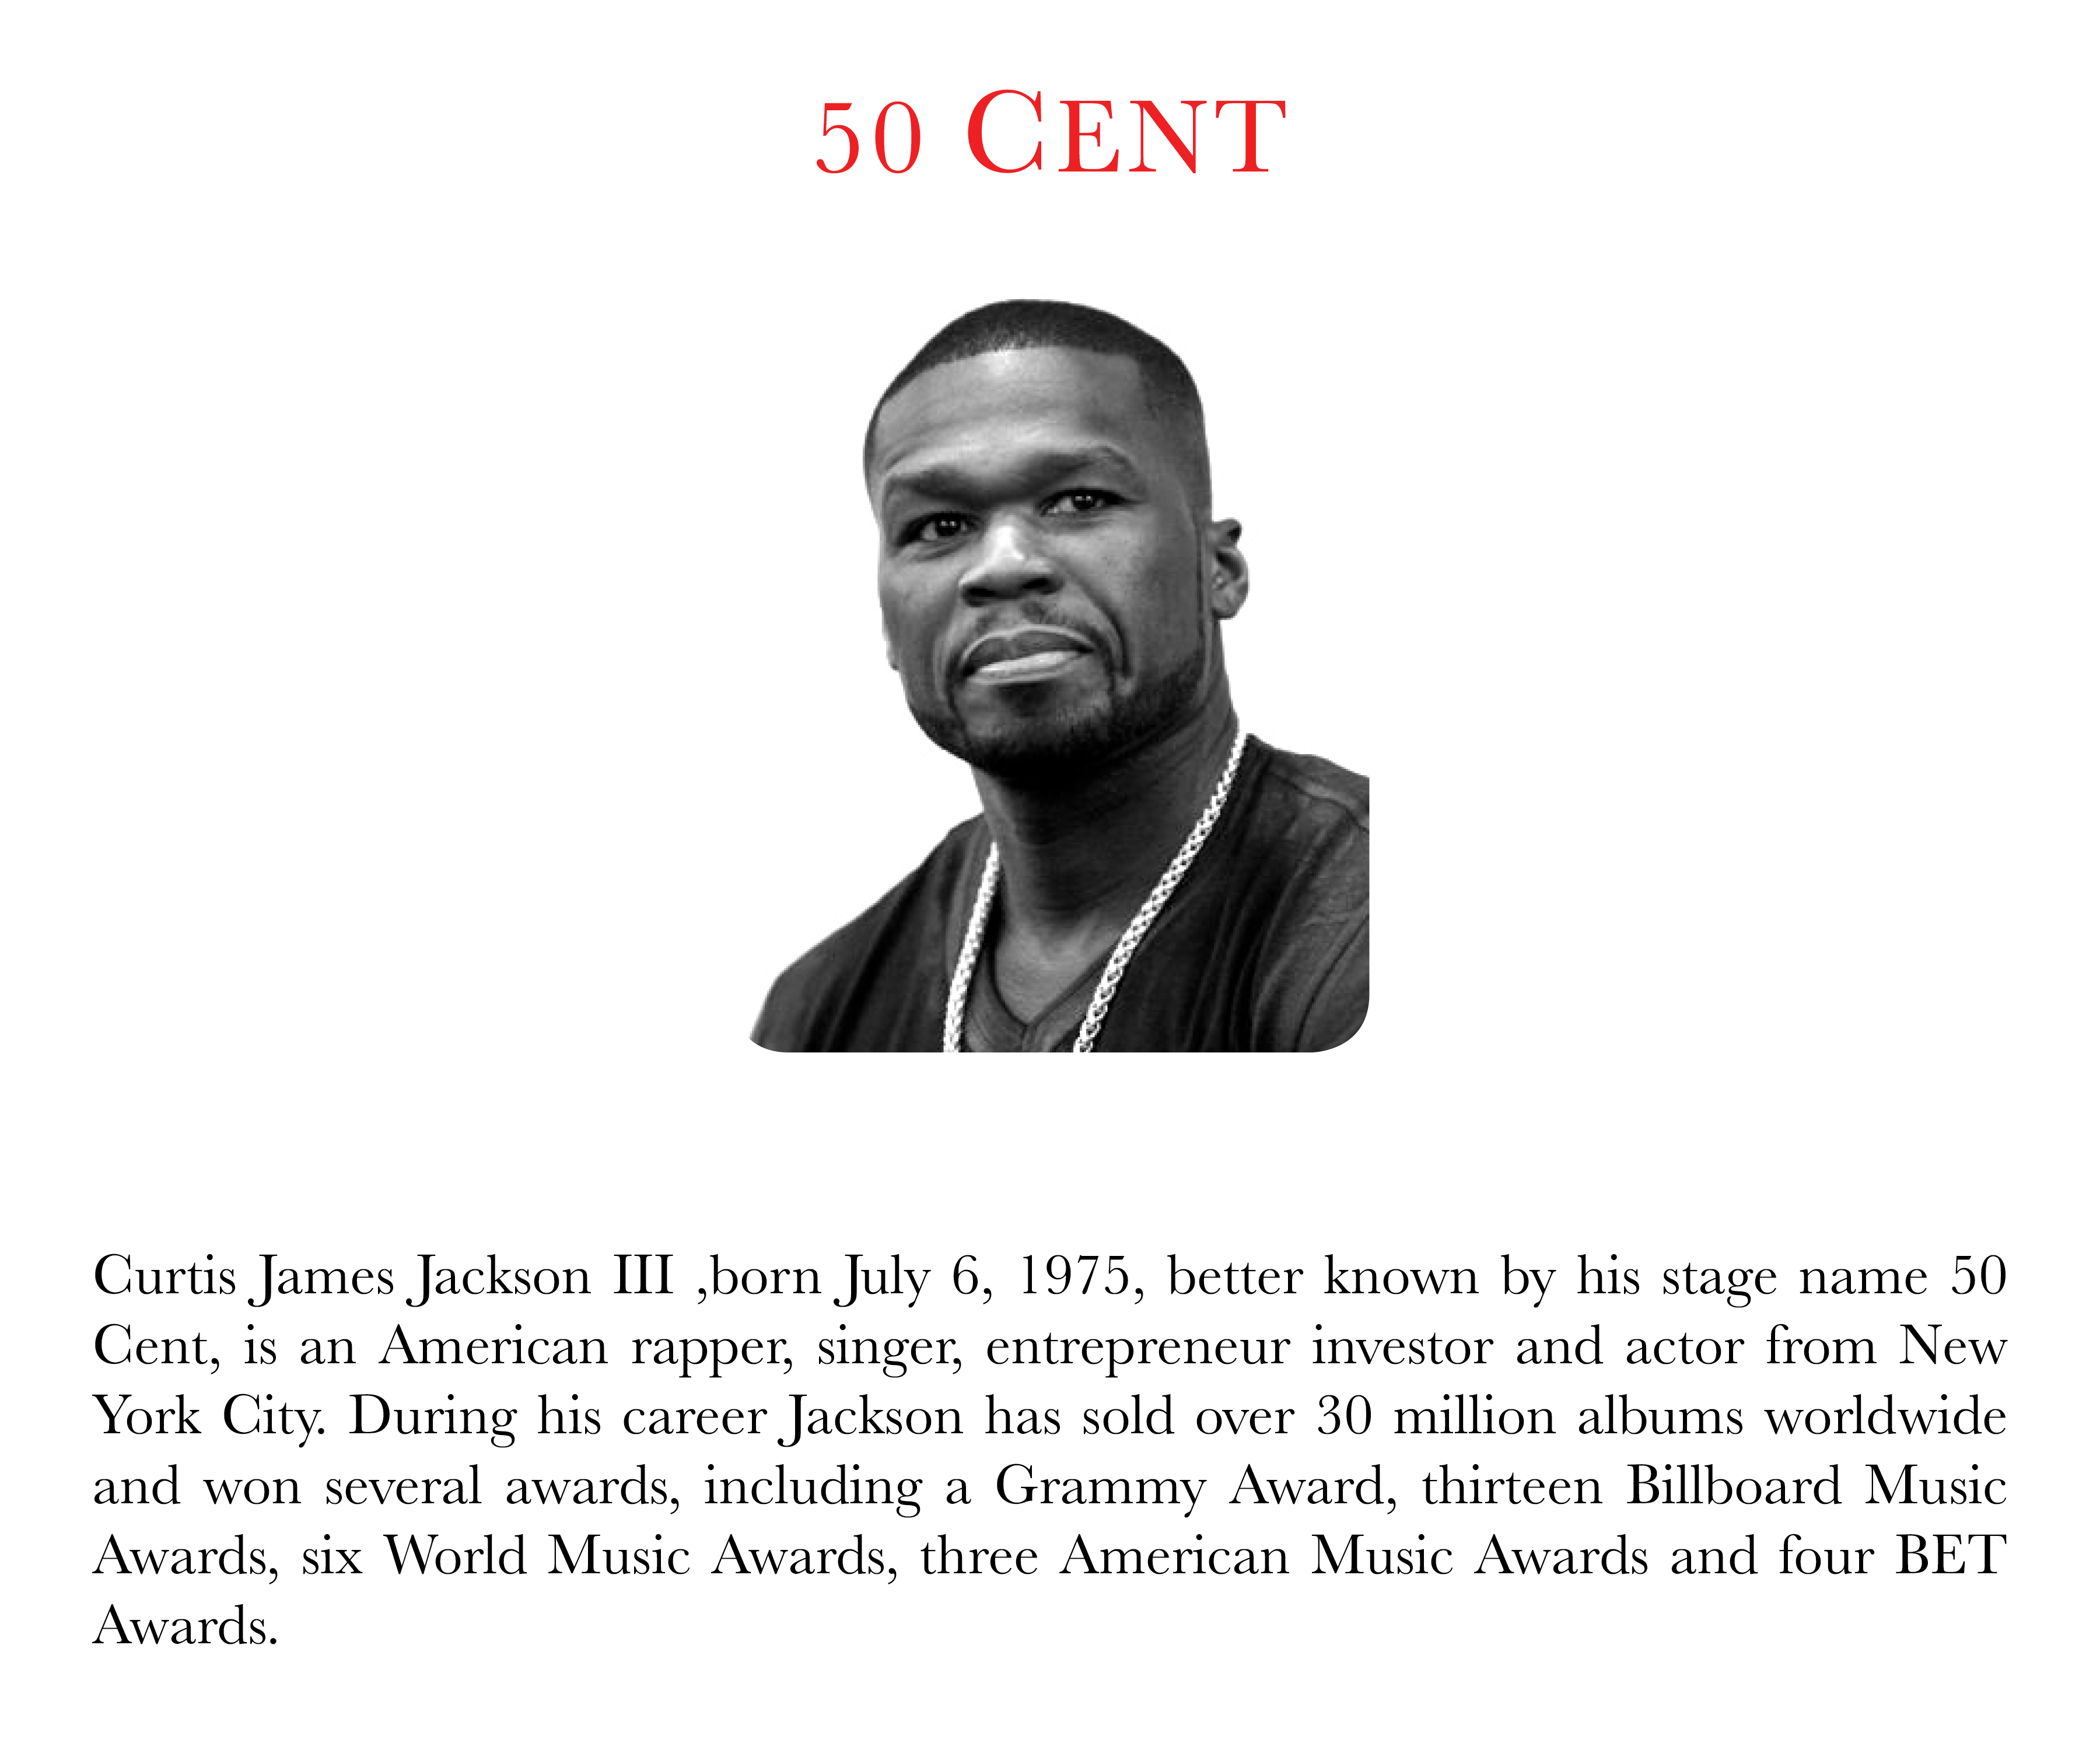 50 CENT
Curtis James Jackson III ,born July 6, 1975, better known by his stage name 50
Cent, is an American rapper, singer, entrepreneur investor and actor from New
York City. During his career Jackson has sold over 30 million albums worldwide
and won several awards, including a Grammy Award, thirteen Billboard Music
Awards, six World Music Awards, three American Music Awards and four BET
Awards.